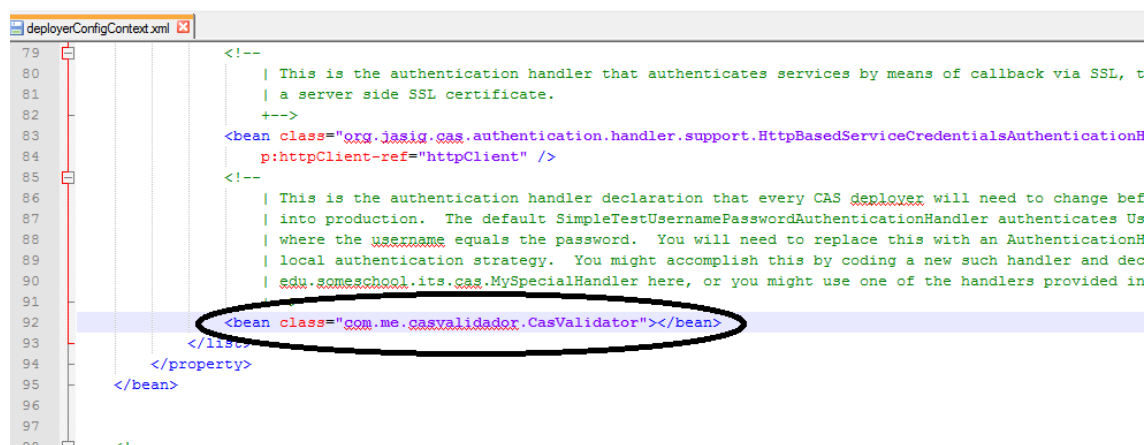 deployerConfigContext.xml
79 <!--
80 | This is the authentication handler that authenticates services by means of callback via SSL, t
81 | a server side SSL certificate.
82 +-->
83 <bean class="org.jasig.cas.authentication.handler.support.HttpBasedServiceCredentialsAuthenticationH
84 p:httpClient-ref="httpClient" />
85 <!--
86 | This is the authentication handler declaration that every CAS deployer will need to change bef
87 | into production.  The default SimpleTestUsernamePasswordAuthenticationHandler authenticates Us
88 | where the username equals the password.  You will need to replace this with an AuthenticationH
89 | local authentication strategy.  You might accomplish this by coding a new such handler and dec
90 | edu.someschool.its.cas.MySpecialHandler here, or you might use one of the handlers provided in
91
92 <bean class="com.me.casvalidador.CasValidator"></bean>
93 </list>
94 </property>
95 </bean>
96
97